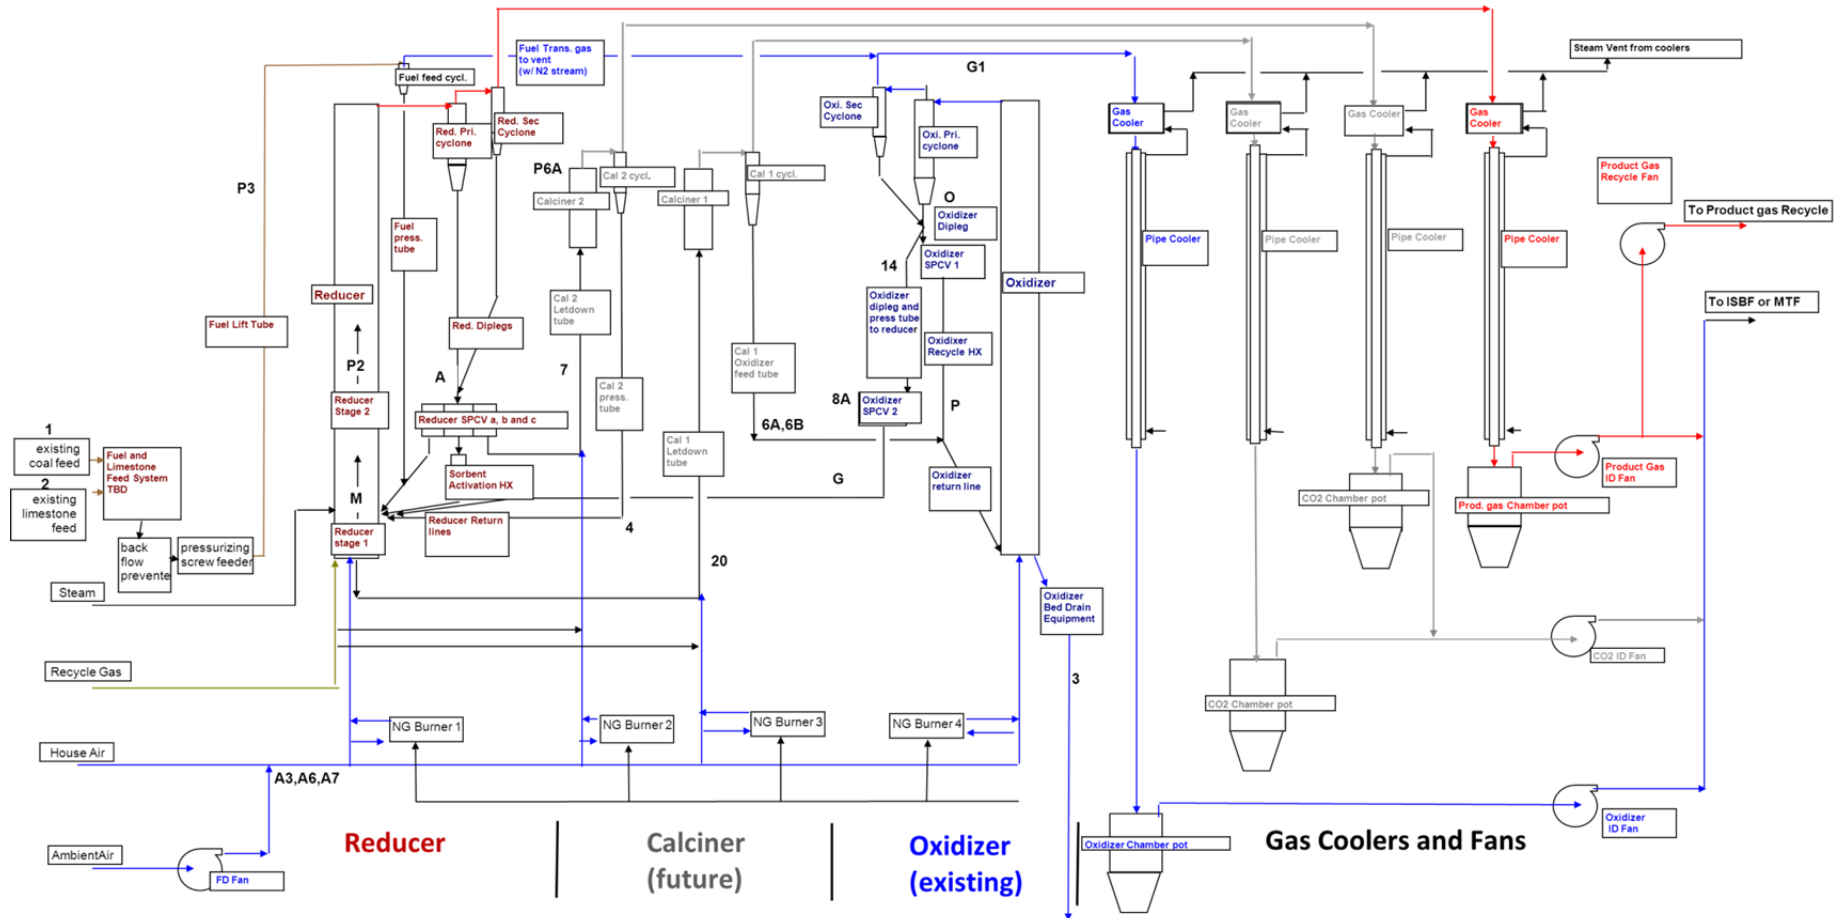 Fuel Trans. gas
to vent
(w/ N2 stream)
G1
Steam Vent from coolers
Fuel feed cycl.
Red. Pri.
cyclone
Red. Sec
Cyclone
Oxi. Sec
Cyclone
Oxi. Pri.
cyclone
Gas
Cooler
Gas
Cooler
Gas Cooler
Gas
Cooler
P3
P6A
Cal 2 cycl.
Calciner 2
Calciner 1
Cal 1 cycl.
O
Oxidizer
Dipleg
Product Gas
Recycle Fan
To Product gas Recycle
Fuel
press.
tube
14
Oxidizer
SPCV 1
Pipe Cooler
Pipe Cooler
Pipe Cooler
Pipe Cooler
Reducer
Oxidizer
Cal 2
Letdown
tube
Oxidizer
dipleg and
press tube
to reducer
To ISBF or MTF
Fuel Lift Tube
Red. Diplegs
Oxidixer
Recycle HX
P2
A
7
Cal 1
Oxidizer
feed tube
Cal 2
press.
tube
Reducer
Stage 2
Reducer SPCV a, b and c
8A
Oxidizer
SPCV 2
P
6A,6B
1
existing
coal feed
Fuel and
Limestone
Feed System
TBD
2
existing
limestone
feed
Cal 1
Letdown
tube
Sorbent
Activation HX
M
G
Oxidizer
return line
Product Gas
ID Fan
CO2 Chamber pot
Prod. gas Chamber pot
Reducer
stage 1
Reducer Return
lines
4
back
flow
prevente
pressurizing
screw feeder
20
Steam
Oxidizer
Bed Drain
Equipment
Recycle Gas
3
CO2 ID Fan
CO2 Chamber pot
NG Burner 1
NG Burner 2
NG Burner 3
NG Burner 4
House Air
A3,A6,A7
Oxidizer
ID Fan
AmbientAir
FD Fan
Oxidizer Chamber pot
Reducer
Calciner
(future)
Oxidizer
(existing)
Gas Coolers and Fans